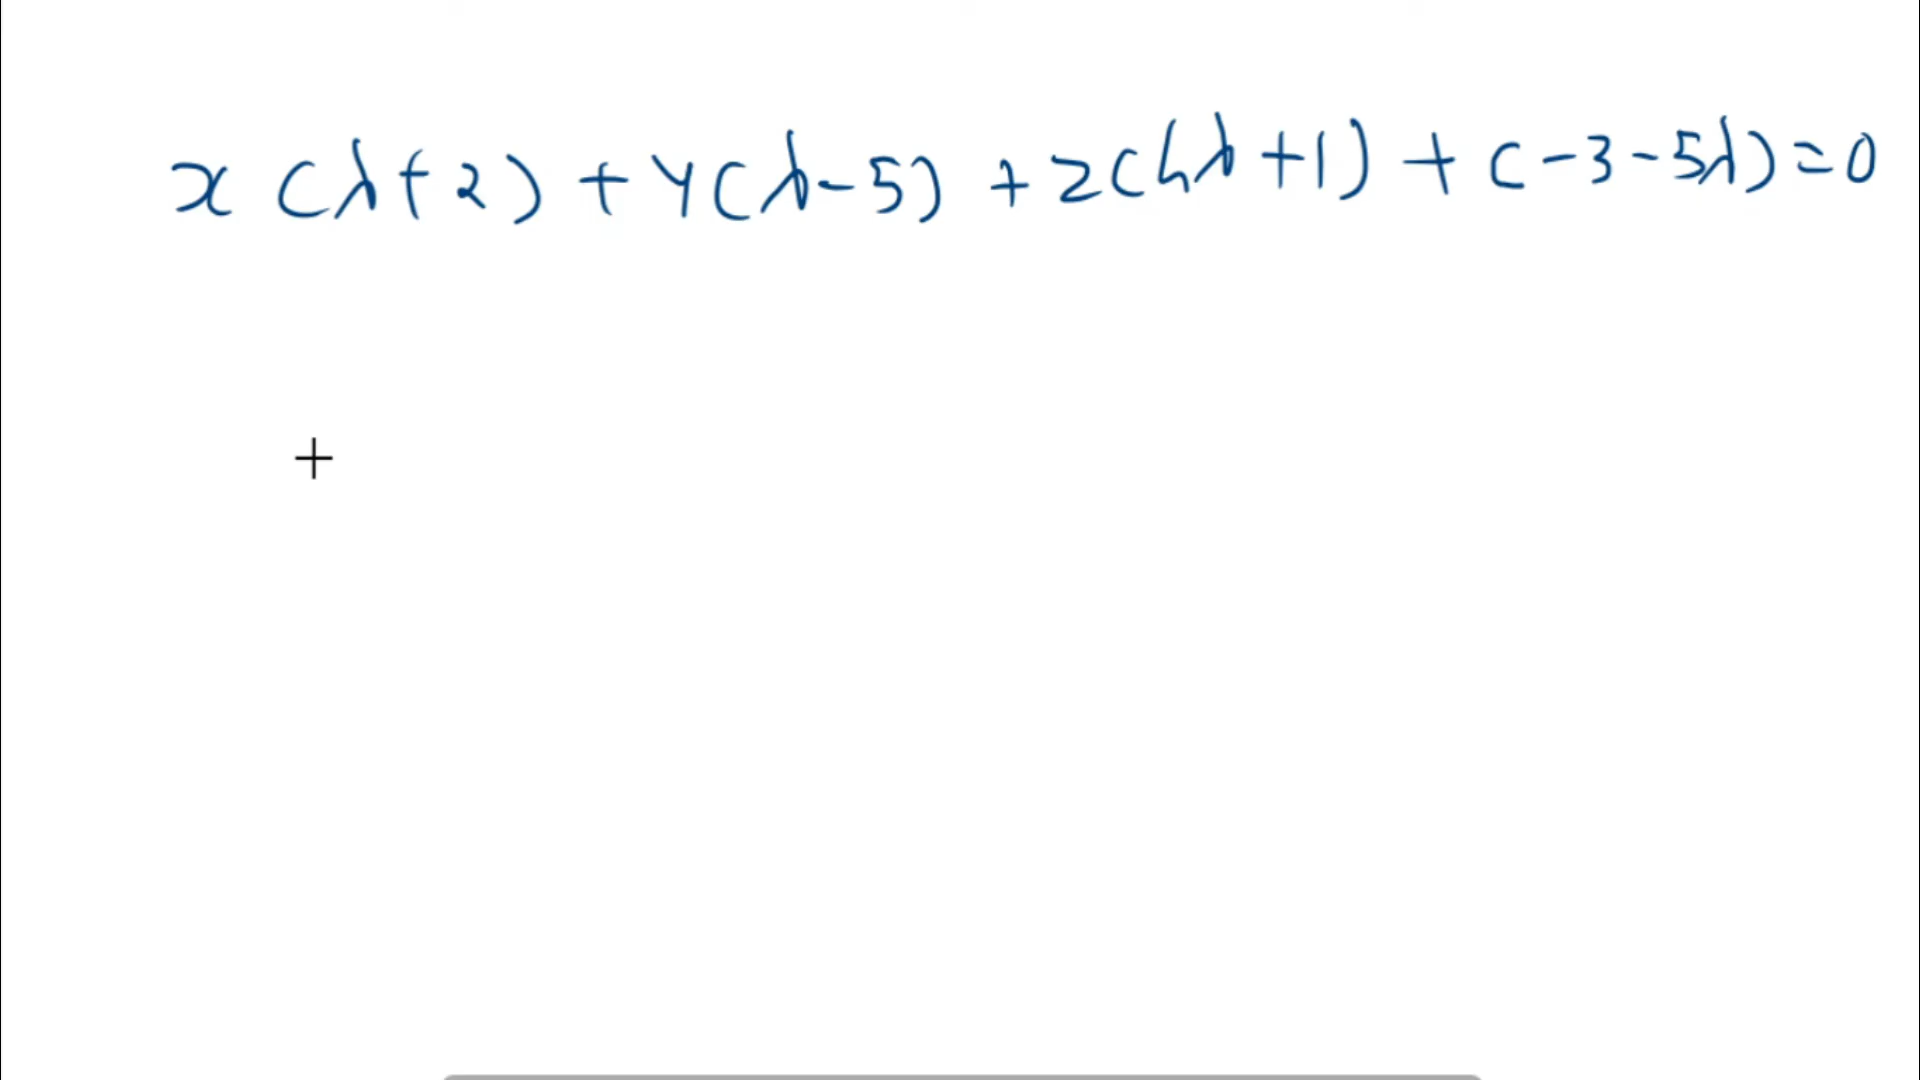 x (λ+2) + y(λ-5) + z(4λ+1) + (-3-5λ)=0